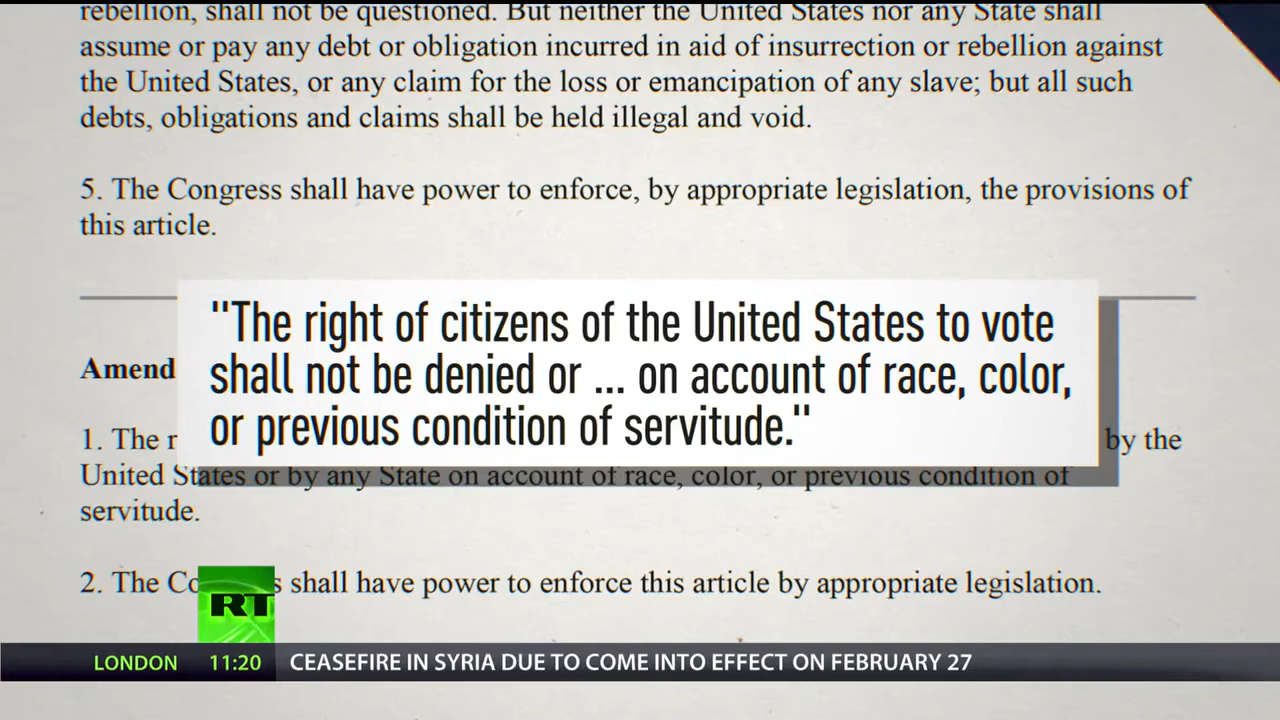 rebellion, shall not be questioned. But neither the United States nor any State shall
assume or pay any debt or obligation incurred in aid of insurrection or rebellion against
the United States, or any claim for the loss or emancipation of any slave; but all such
debts, obligations and claims shall be held illegal and void.
5. The Congress shall have power to enforce, by appropriate legislation, the provisions of
this article.
"The right of citizens of the United States to vote
shall not be denied or ... on account of race, color,
or previous condition of servitude."
Amend
1. The r by the
United States or by any State on account of race, color, or previous condition of
servitude.
2. The Co s shall have power to enforce this article by appropriate legislation.
RT
LONDON 11:20 CEASEFIRE IN SYRIA DUE TO COME INTO EFFECT ON FEBRUARY 27